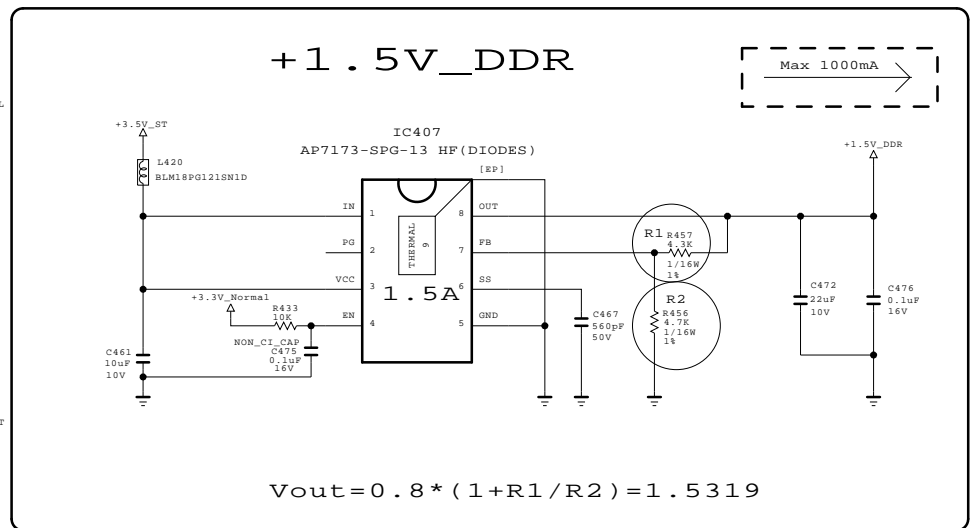 +1.5V_DDR
Max 1000mA
L
+3.5V_ST
L420
BLM18PG121SN1D
IC407
AP7173-SPG-13 HF(DIODES)
[EP]
+1.5V_DDR
IN
1
8
OUT
THERMAL
9
R1
R457
4.3K
1/16W
1%
PG
2
7
FB
VCC
3
1.5A
6
SS
+3.3V_Normal
R433
10K
EN
4
5
GND
R2
R456
4.7K
1/16W
1%
C472
22uF
10V
C476
0.1uF
16V
C467
560pF
50V
NON_CI_CAP
C475
0.1uF
16V
C461
10uF
10V
T
Vout=0.8*(1+R1/R2)=1.5319